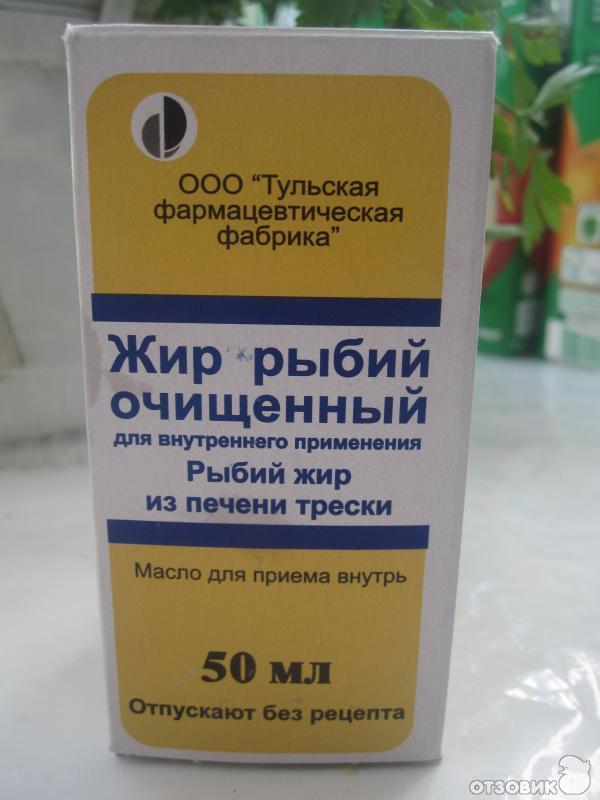 ООО “Тульская
фармацевтическая
фабрика”
Жир рыбий
очищенный
для внутреннего применения
Рыбий жир
из печени трески
Масло для приема внутрь
50 мл
Отпускают без рецепта
ОТЗОВИК